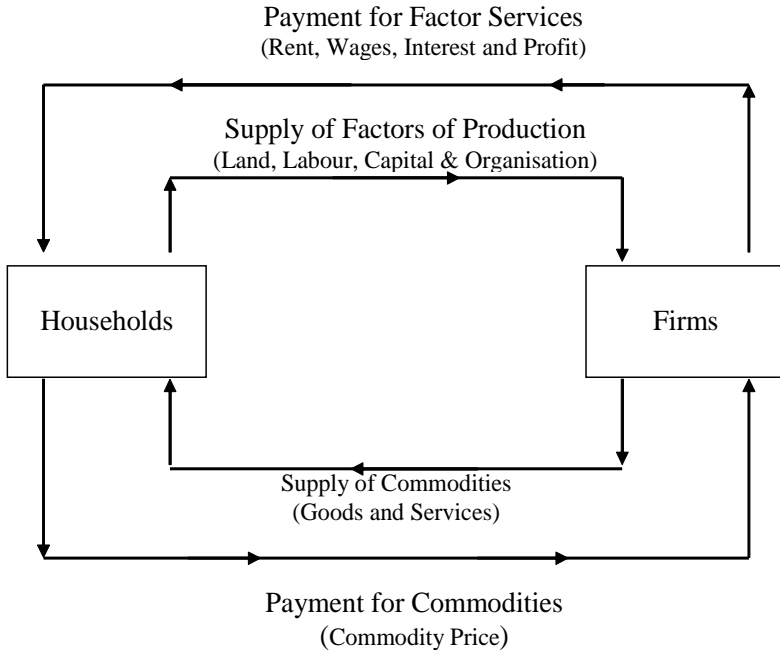 Payment for Factor Services
(Rent, Wages, Interest and Profit)
Supply of Factors of Production
(Land, Labour, Capital & Organisation)
Households
Firms
Supply of Commodities
(Goods and Services)
Payment for Commodities
(Commodity Price)